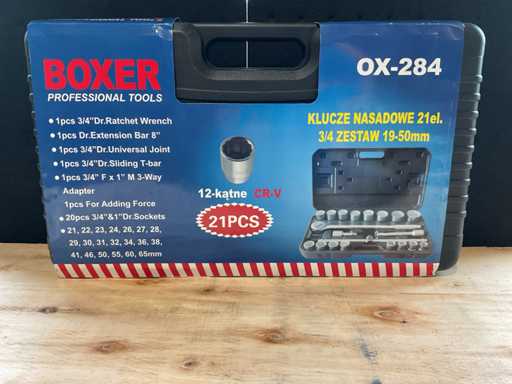 BOXER
PROFESSIONAL TOOLS
OX-284
•1pcs 3/4"Dr.Ratchet Wrench
•1pcs Dr.Extension Bar 8"
•1pcs 3/4"Dr.Universal Joint
•1pcs 3/4"Dr.Sliding T-bar
•1pcs 3/4" F x 1" M 3-Way
Adapter
1pcs For Adding Force
•20pcs 3/4"&1"Dr.Sockets
•21, 22, 23, 24, 26, 27, 28,
29, 30, 31, 32, 34, 36, 38,
41, 46, 50, 55, 60, 65mm
12-kątne CR-V
21PCS
KLUCZE NASADOWE 21el.
3/4 ZESTAW 19-50mm